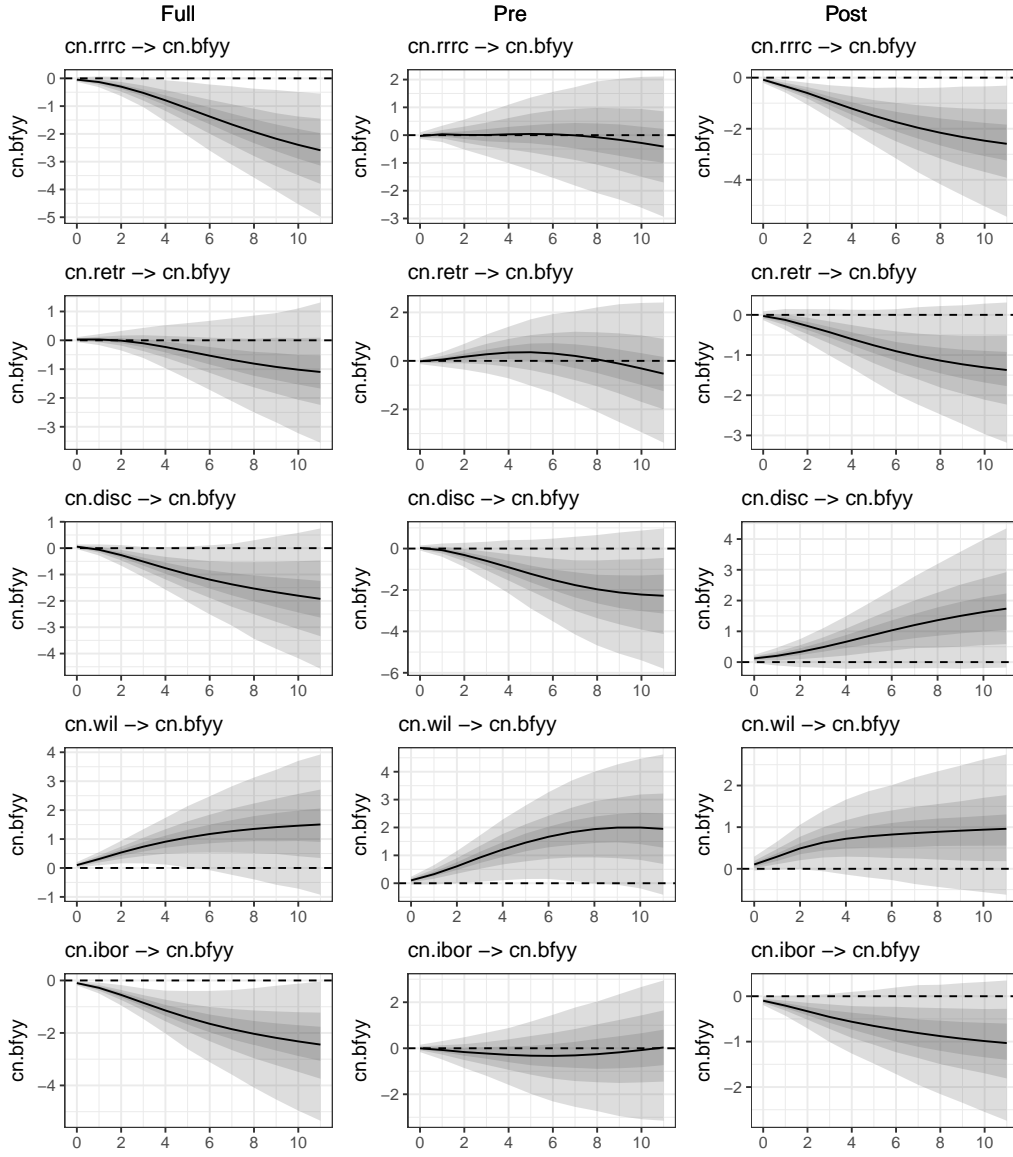 Full Pre Post
cn.rrrc −> cn.bfyy cn.rrrc −> cn.bfyy cn.rrrc −> cn.bfyy
cn.bfyy cn.bfyy cn.bfyy
0 2 0
−1 1 −2
−2 0 −4
−3 −1
−4 −2
−5 −3
0 2 4 6 8 10 0 2 4 6 8 10 0 2 4 6 8 10
cn.retr −> cn.bfyy cn.retr −> cn.bfyy cn.retr −> cn.bfyy
cn.bfyy cn.bfyy cn.bfyy
1 2 0
0 0 −1
−1 −2 −2
−2 −3
−3
0 2 4 6 8 10 0 2 4 6 8 10 0 2 4 6 8 10
cn.disc −> cn.bfyy cn.disc −> cn.bfyy cn.disc −> cn.bfyy
cn.bfyy cn.bfyy cn.bfyy
1 0 4
0 −2 3
−1 −4 2
−2 −6 1
−3 0
−4
0 2 4 6 8 10 0 2 4 6 8 10 0 2 4 6 8 10
cn.wil −> cn.bfyy cn.wil −> cn.bfyy cn.wil −> cn.bfyy
cn.bfyy cn.bfyy cn.bfyy
4 4 2
3 3 1
2 2 0
1 1
0 0
−1
0 2 4 6 8 10 0 2 4 6 8 10 0 2 4 6 8 10
cn.ibor −> cn.bfyy cn.ibor −> cn.bfyy cn.ibor −> cn.bfyy
cn.bfyy cn.bfyy cn.bfyy
0 2 0
−2 0 −1
−4 −2 −2
0 2 4 6 8 10 0 2 4 6 8 10 0 2 4 6 8 10